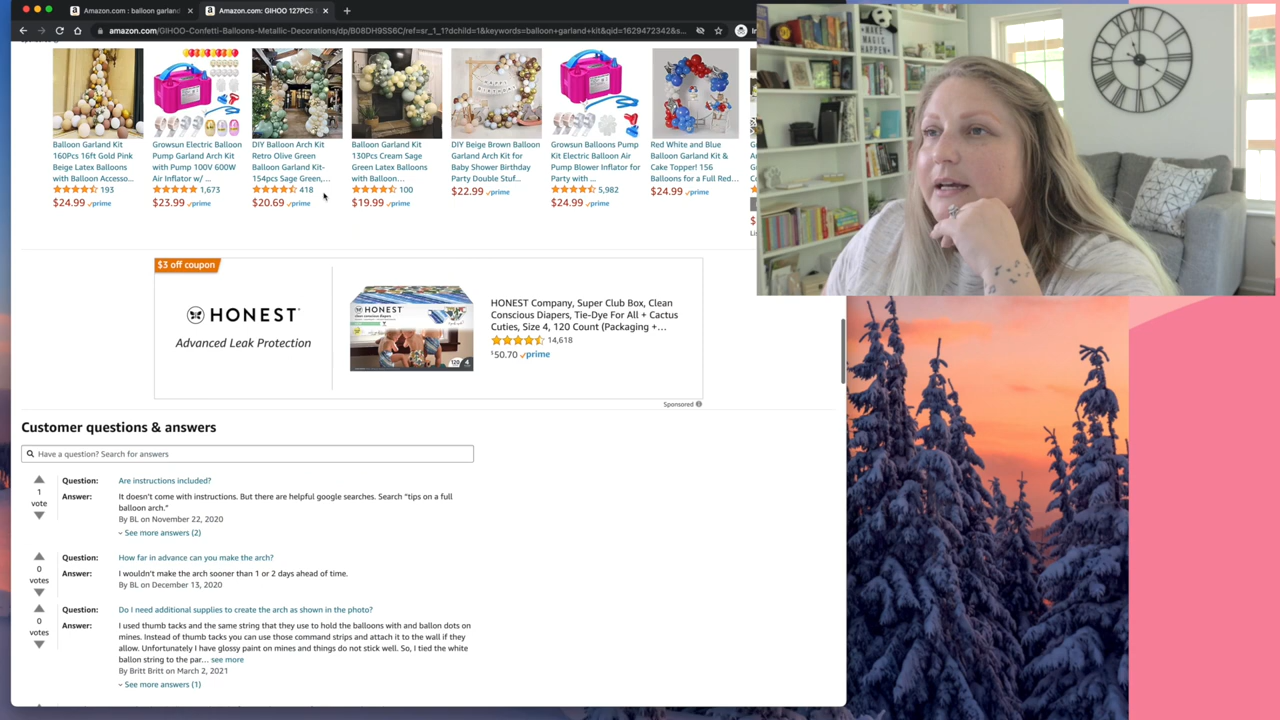 Amazon.com : balloon garland
Amazon.com: GIHOO 127PCS
amazon.com/GIHOO-Confetti-Balloons-Metallic-Decorations/dp/B08DH9SS6C/ref=sr_1_1?dchild=1&keywords=balloon+garland+kit&qid=1629472342&s...
Balloon Garland Kit
160Pcs 16ft Gold Pink
Beige Latex Balloons
with Balloon Accesso...
193
$24.99 prime
Growsun Electric Balloon
Pump Garland Arch Kit
with Pump 100V 600W
Air Inflator w/ ...
1,673
$23.99 prime
DIY Balloon Arch Kit
Retro Olive Green
Balloon Garland Kit-
154pcs Sage Green,...
418
$20.69 prime
Balloon Garland Kit
130Pcs Cream Sage
Green Latex Balloons
with Balloon...
100
$19.99 prime
DIY Beige Brown Balloon
Garland Arch Kit for
Baby Shower Birthday
Party Double Stuf...
$22.99 prime
Growsun Balloons Pump
Kit Electric Balloon Air
Pump Blower Inflator for
Party with ...
5,982
$24.99 prime
Red White and Blue
Balloon Garland Kit &
Cake Topper! 156
Balloons for a Full Red...
$24.99 prime
MAKE
MAGIC
HAPPEN
$3 off coupon
HONEST
Advanced Leak Protection
HONEST
HONEST Company, Super Club Box, Clean
Conscious Diapers, Tie-Dye For All + Cactus
Cuties, Size 4, 120 Count (Packaging +...
14,618
$50.70 prime
Sponsored
Customer questions & answers
Have a question? Search for answers
1
vote
Question: Are instructions included?
Answer: It doesn't come with instructions. But there are helpful google searches. Search "tips on a full
balloon arch."
By BL on November 22, 2020
See more answers (2)
0
votes
Question: How far in advance can you make the arch?
Answer: I wouldn't make the arch sooner than 1 or 2 days ahead of time.
By BL on December 13, 2020
0
votes
Question: Do I need additional supplies to create the arch as shown in the photo?
Answer: I used thumb tacks and the same string that they use to hold the balloons with and ballon dots on
mines. Instead of thumb tacks you can use those command strips and attach it to the wall if they
allow. Unfortunately I have glossy paint on mines and things do not stick well. So, I tied the white
ballon string to the par... see more
By Britt Britt on March 2, 2021
See more answers (1)